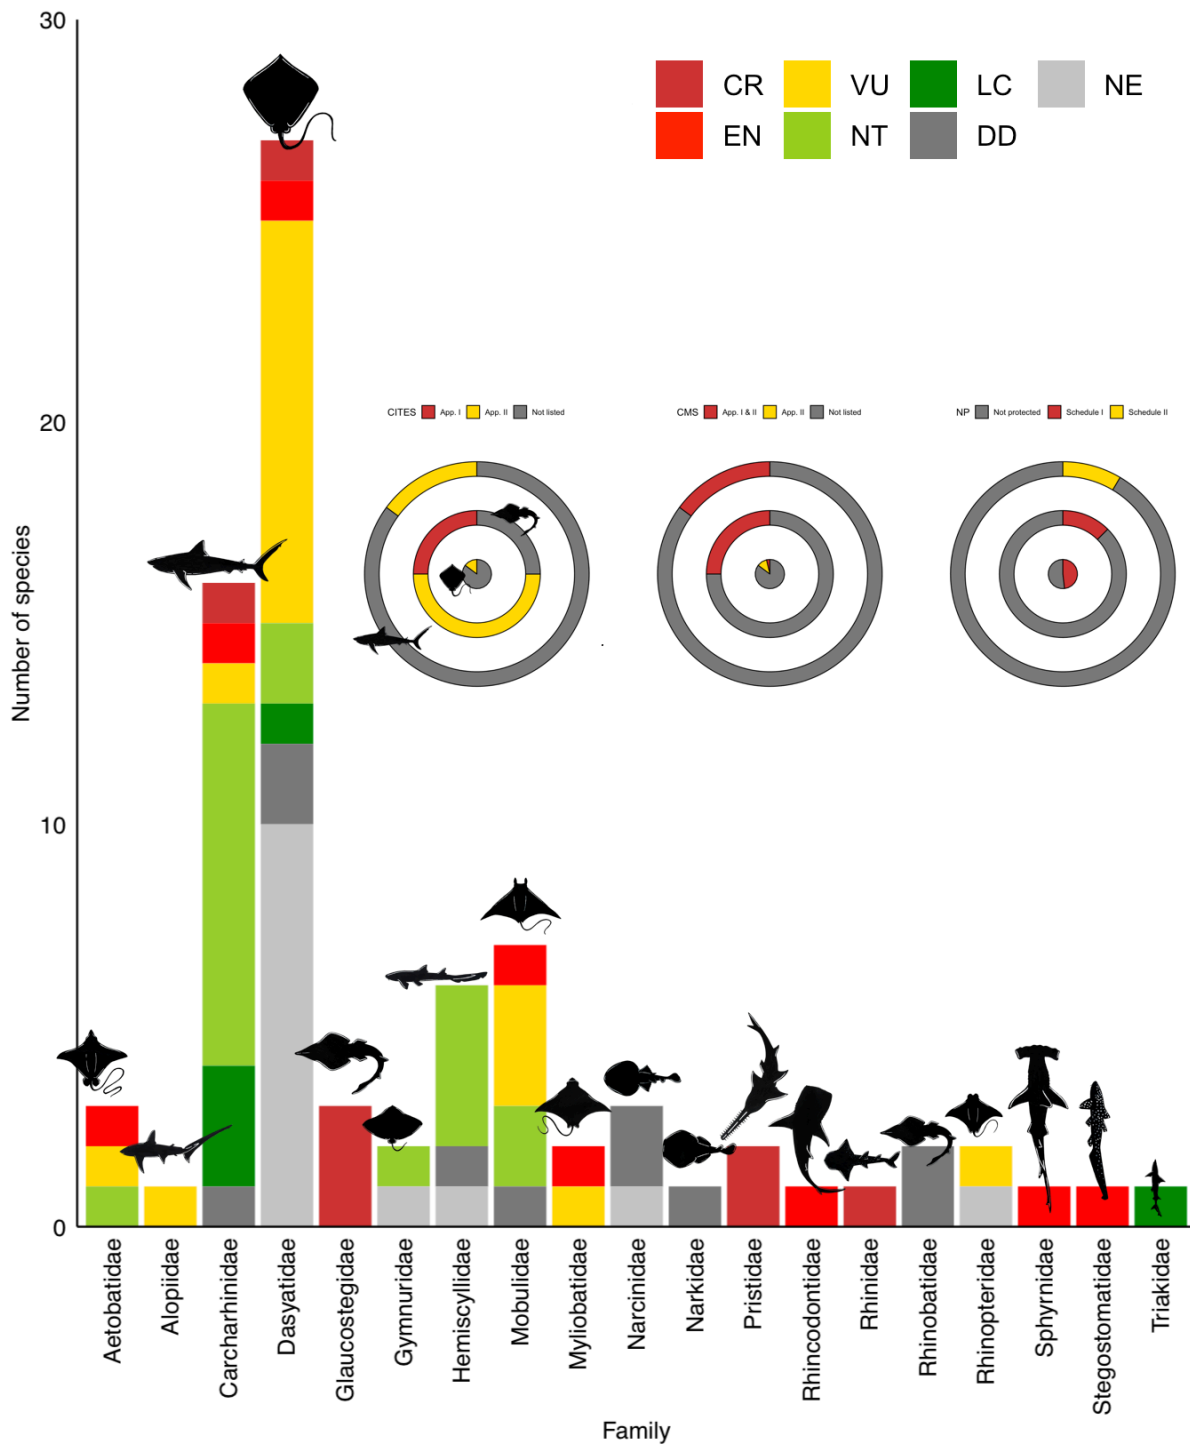 30
CR VU LC NE
EN NT DD
20
CITES App. I App. II Not listed
CMS App. I & II App. II Not listed
NP Not protected Schedule I Schedule II
Number of species
10
0
Aetobatidae
Alopiidae
Carcharhinidae
Dasyatidae
Glaucostegidae
Gymnuridae
Hemiscyllidae
Mobulidae
Myliobatidae
Narcinidae
Narkidae
Pristidae
Rhincodontidae
Rhinidae
Rhinobatidae
Rhinopteridae
Sphyrnidae
Stegostomatidae
Triakidae
Family